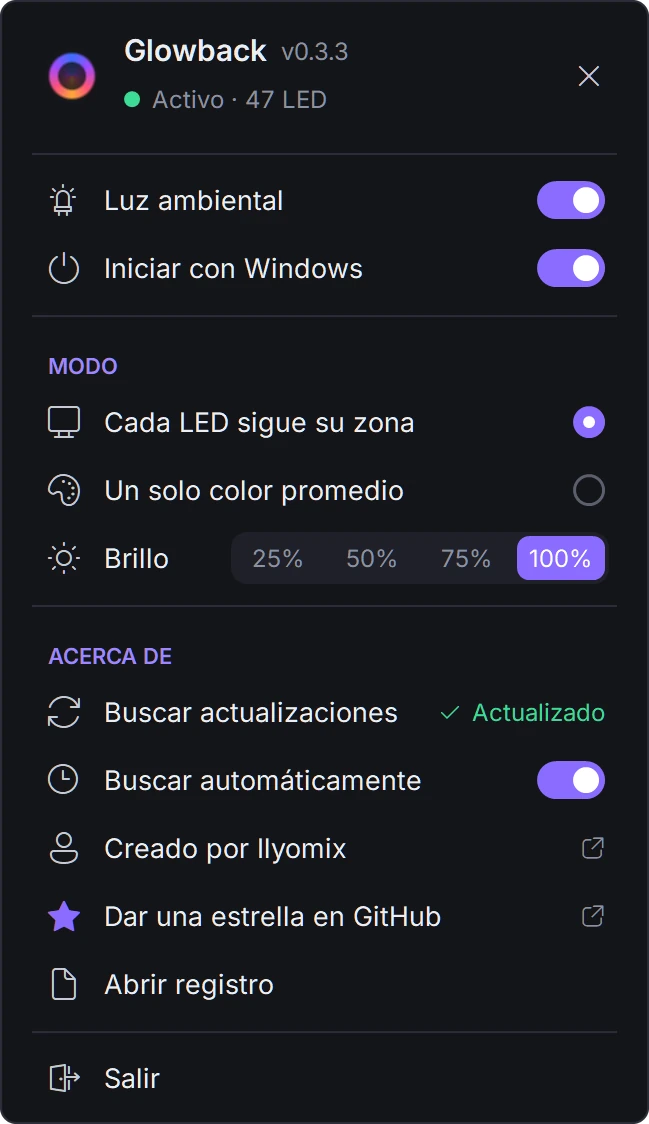 Glowback v0.3.3
Activo · 47 LED
Luz ambiental
Iniciar con Windows
MODO
Cada LED sigue su zona
Un solo color promedio
Brillo 25% 50% 75% 100%
ACERCA DE
Buscar actualizaciones Actualizado
Buscar automáticamente
Creado por Ilyomix
Dar una estrella en GitHub
Abrir registro
Salir